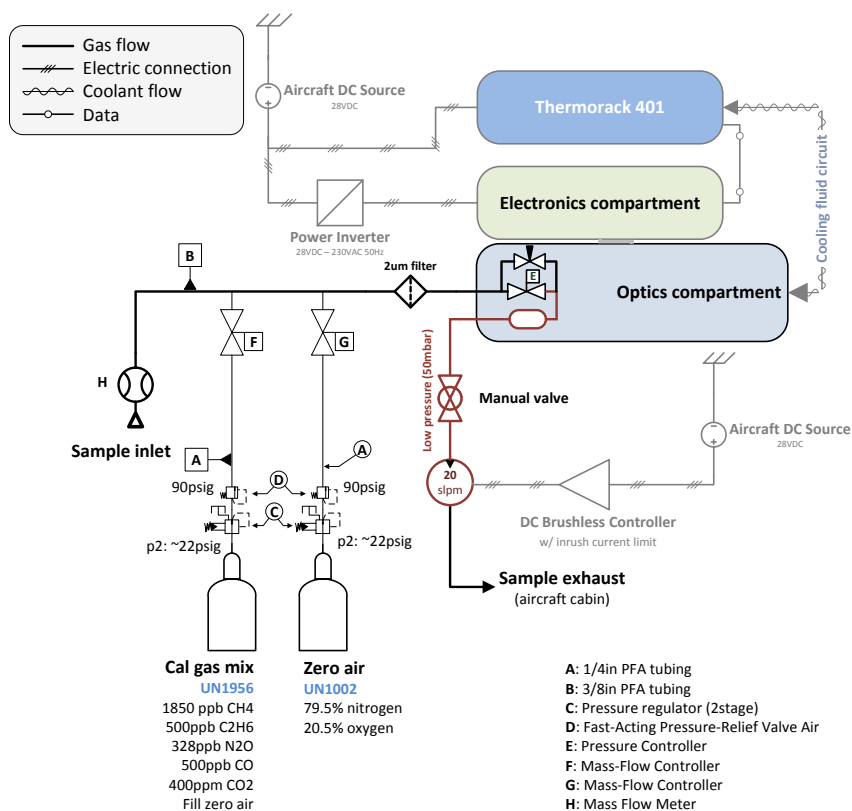 Gas flow
Electric connection
Coolant flow
Data
Aircraft DC Source
28VDC
Thermorack 401
Cooling fluid circuit
Electronics compartment
Power Inverter
28VDC – 230VAC 50Hz
B
2um filter
E
Optics compartment
F
G
H
Low pressure (50mbar)
Manual valve
Sample inlet
Aircraft DC Source
28VDC
A
A
90psig
D
90psig
20
slpm
C
DC Brushless Controller
w/ inrush current limit
p2: ~22psig
p2: ~22psig
Sample exhaust
(aircraft cabin)
Cal gas mix
UN1956
1850 ppb CH4
500ppb C2H6
328ppb N2O
500ppb CO
400ppm CO2
Fill zero air
Zero air
UN1002
79.5% nitrogen
20.5% oxygen
A: 1/4in PFA tubing
B: 3/8in PFA tubing
C: Pressure regulator (2stage)
D: Fast-Acting Pressure-Relief Valve Air
E: Pressure Controller
F: Mass-Flow Controller
G: Mass-Flow Controller
H: Mass Flow Meter